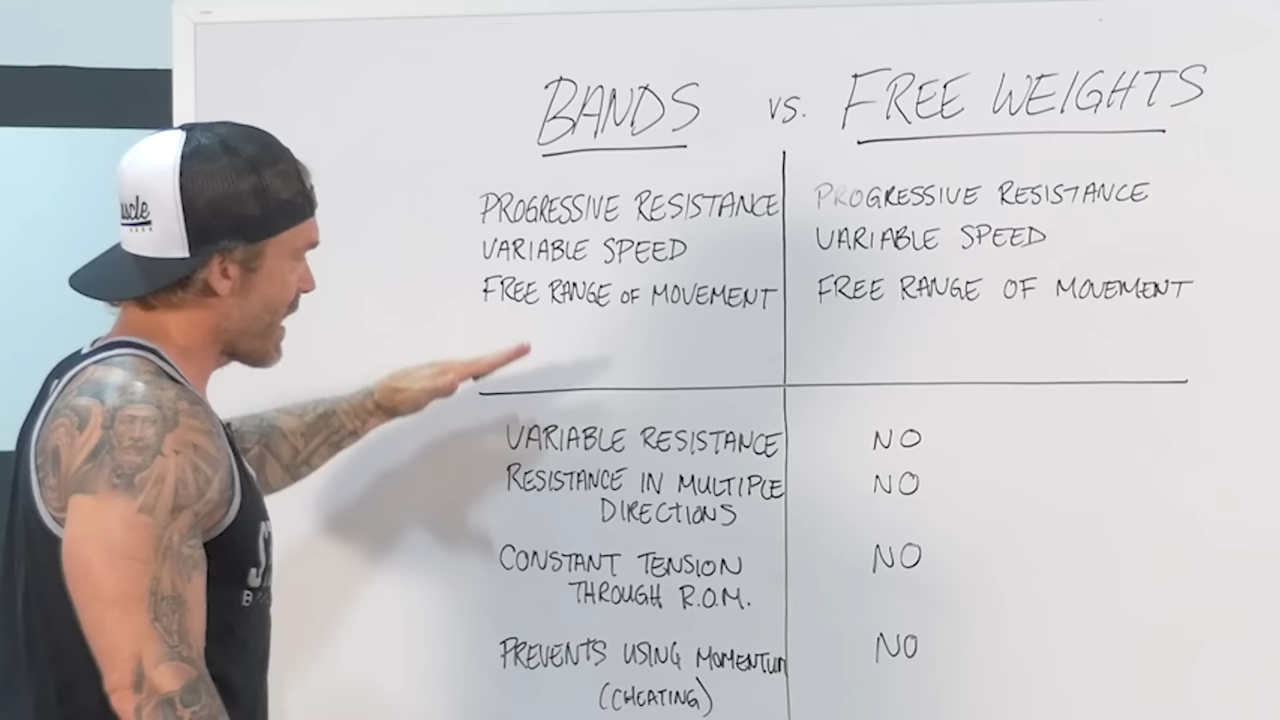 BANDS vs. FREE WEIGHTS
PROGRESSIVE RESISTANCE PROGRESSIVE RESISTANCE
VARIABLE SPEED VARIABLE SPEED
FREE RANGE OF MOVEMENT FREE RANGE OF MOVEMENT
VARIABLE RESISTANCE NO
RESISTANCE IN MULTIPLE NO
DIRECTIONS
CONSTANT TENSION NO
THROUGH R.O.M.
PREVENTS USING MOMENTUM NO
(CHEATING)